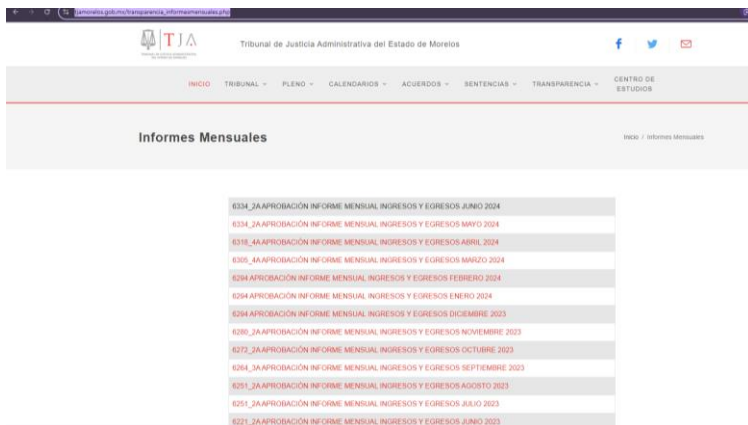 tjamorelos.gob.mx/transparencia_informesmensuales.php
TJA
Tribunal de Justicia Administrativa del Estado de Morelos
INICIO TRIBUNAL PLENO CALENDARIOS ACUERDOS SENTENCIAS TRANSPARENCIA CENTRO DE
ESTUDIOS
Informes Mensuales
Inicio / Informes Mensuales
6334_2A APROBACIÓN INFORME MENSUAL INGRESOS Y EGRESOS JUNIO 2024
6334_2A APROBACIÓN INFORME MENSUAL INGRESOS Y EGRESOS MAYO 2024
6318_4A APROBACIÓN INFORME MENSUAL INGRESOS Y EGRESOS ABRIL 2024
6305_4A APROBACIÓN INFORME MENSUAL INGRESOS Y EGRESOS MARZO 2024
6294 APROBACIÓN INFORME MENSUAL INGRESOS Y EGRESOS FEBRERO 2024
6294 APROBACIÓN INFORME MENSUAL INGRESOS Y EGRESOS ENERO 2024
6294 APROBACIÓN INFORME MENSUAL INGRESOS Y EGRESOS DICIEMBRE 2023
6280_2A APROBACIÓN INFORME MENSUAL INGRESOS Y EGRESOS NOVIEMBRE 2023
6272_2A APROBACIÓN INFORME MENSUAL INGRESOS Y EGRESOS OCTUBRE 2023
6264_3A APROBACIÓN INFORME MENSUAL INGRESOS Y EGRESOS SEPTIEMBRE 2023
6251_2A APROBACIÓN INFORME MENSUAL INGRESOS Y EGRESOS AGOSTO 2023
6251_2A APROBACIÓN INFORME MENSUAL INGRESOS Y EGRESOS JULIO 2023
6221_2A APROBACIÓN INFORME MENSUAL INGRESOS Y EGRESOS JUNIO 2023